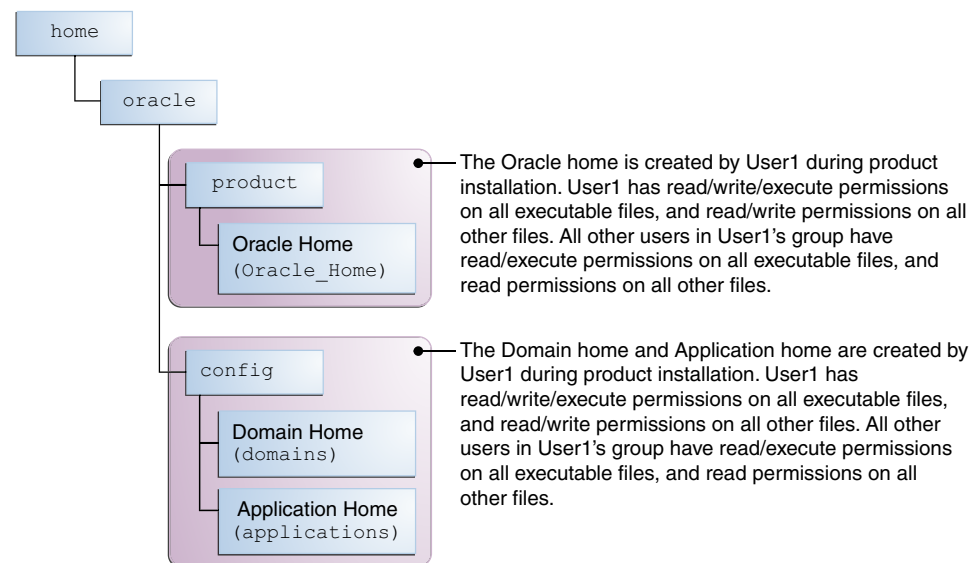 home
oracle
product
Oracle Home
(Oracle_Home)
The Oracle home is created by User1 during product
installation. User1 has read/write/execute permissions
on all executable files, and read/write permissions on all
other files. All other users in User1's group have
read/execute permissions on all executable files, and
read permissions on all other files.
config
Domain Home
(domains)
Application Home
(applications)
The Domain home and Application home are created by
User1 during product installation. User1 has
read/write/execute permissions on all executable files,
and read/write permissions on all other files. All other
users in User1's group have read/execute permissions
on all executable files, and read permissions on all
other files.